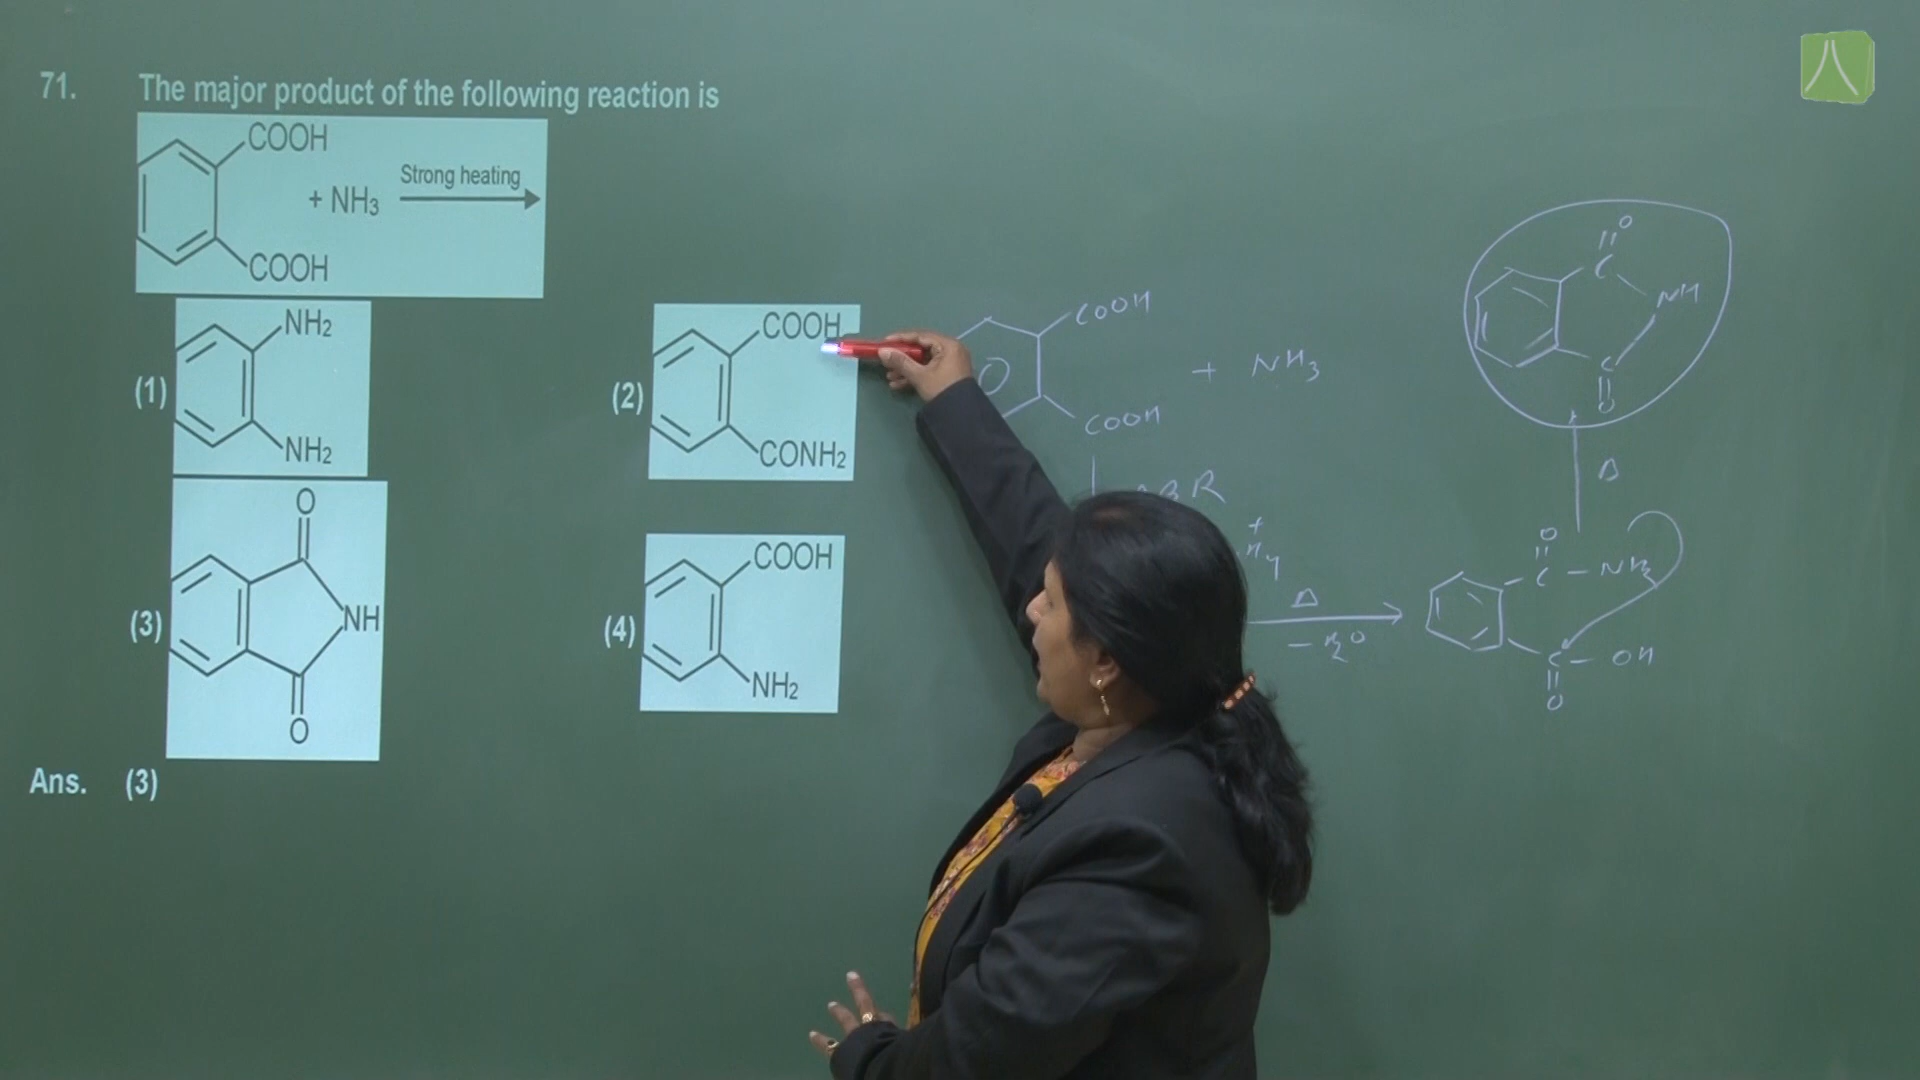 71. The major product of the following reaction is
COOH
+ NH3
Strong heating
COOH
(1)
NH2
NH2
(2)
COOH
CONH2
(3)
O
NH
O
(4)
COOH
NH2
Ans. (3)
COOH
+ NH3
COOH
Δ
- H2O
O
C - NH2
C - OH
O
Δ
O
C
NH
C
O